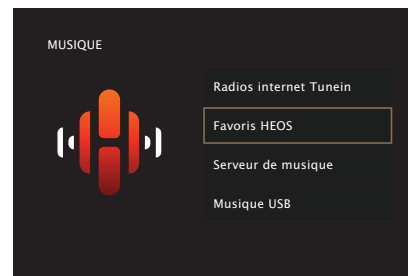 MUSIQUE
Radios internet Tunein
Favoris HEOS
Serveur de musique
Musique USB